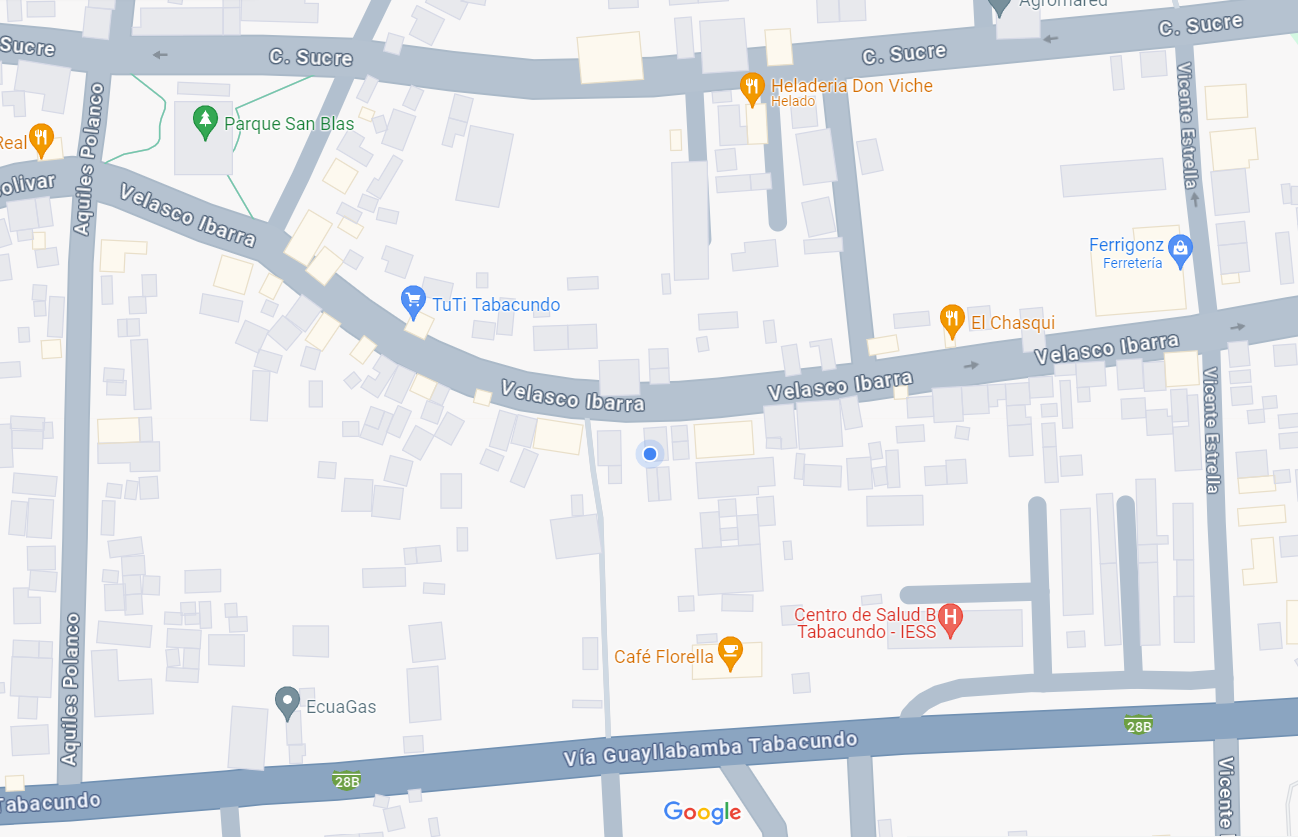 Agromared
C. Sucre
C. Sucre
C. Sucre
Sucre
Heladeria Don Viche
Helado
Vicente Estrella
Aquiles Polanco
Parque San Blas
Real
olivar
Velasco Ibarra
Ferrigonz
Ferretería
TuTi Tabacundo
El Chasqui
Velasco Ibarra
Velasco Ibarra
Velasco Ibarra
Vicente Estrella
Centro de Salud B
Tabacundo - IESS
Café Florella
Aquiles Polanco
EcuaGas
28B
Vía Guayllabamba Tabacundo
28B
Tabacundo
Vicente
Google